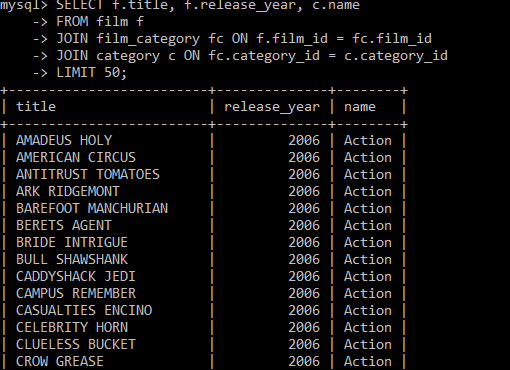 mysql> SELECT f.title, f.release_year, c.name
    -> FROM film f
    -> JOIN film_category fc ON f.film_id = fc.film_id
    -> JOIN category c ON fc.category_id = c.category_id
    -> LIMIT 50;
+-------------------------+--------------+--------+
| title                   | release_year | name   |
+-------------------------+--------------+--------+
| AMADEUS HOLY            |         2006 | Action |
| AMERICAN CIRCUS         |         2006 | Action |
| ANTITRUST TOMATOES      |         2006 | Action |
| ARK RIDGEMONT           |         2006 | Action |
| BAREFOOT MANCHURIAN     |         2006 | Action |
| BERETS AGENT            |         2006 | Action |
| BRIDE INTRIGUE          |         2006 | Action |
| BULL SHAWSHANK          |         2006 | Action |
| CADDYSHACK JEDI         |         2006 | Action |
| CAMPUS REMEMBER         |         2006 | Action |
| CASUALTIES ENCINO       |         2006 | Action |
| CELEBRITY HORN          |         2006 | Action |
| CLUELESS BUCKET         |         2006 | Action |
| CROW GREASE             |         2006 | Action |